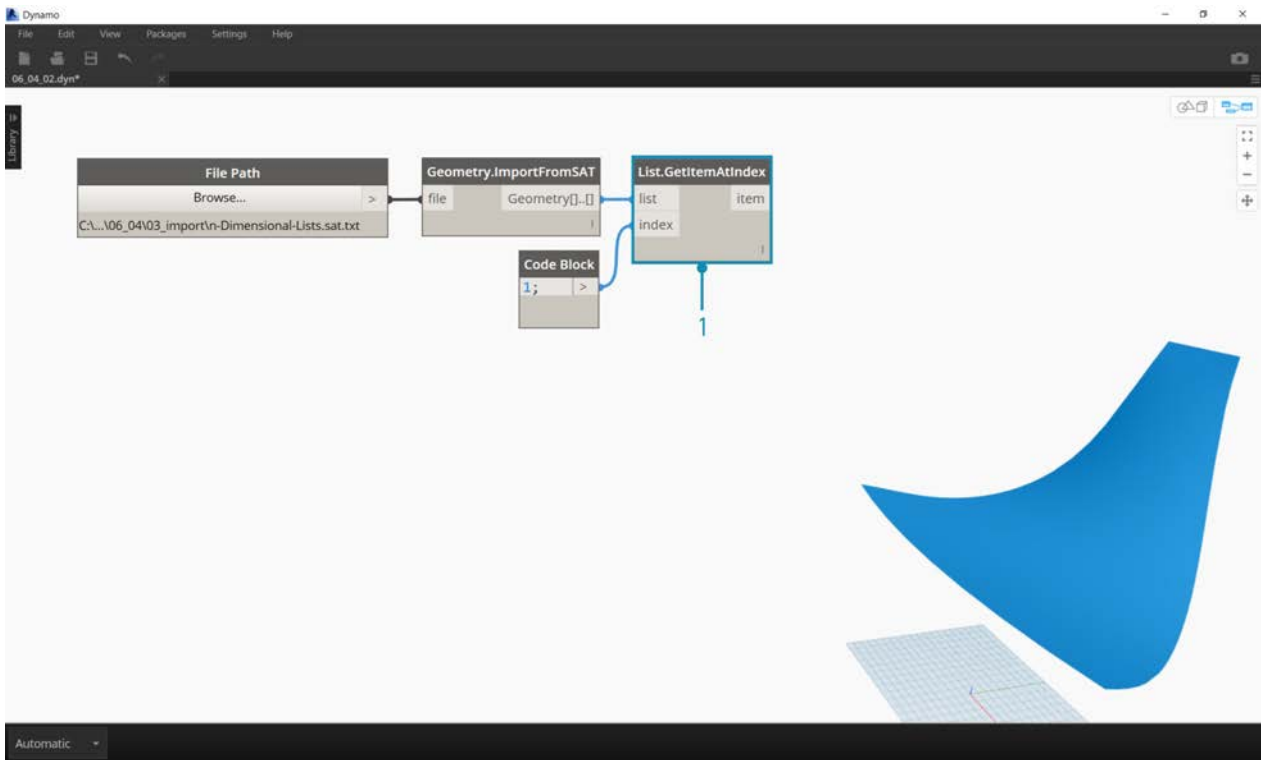 Dynamo
File Edit View Packages Settings Help
06_04_02.dyn*
Library
File Path
Browse... >
C:\...\06_04\03_import\n-Dimensional-Lists.sat.txt
Geometry.ImportFromSAT
file Geometry[]..[]
List.GetItemAtIndex
list item
index
Code Block
1; >
1
Automatic